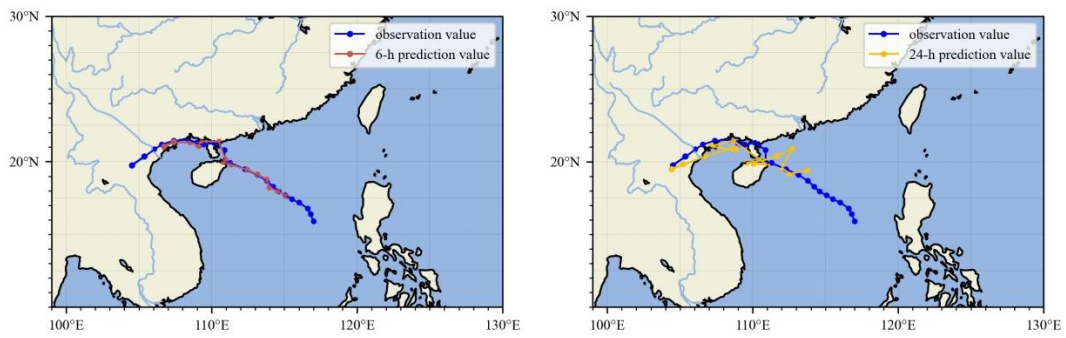 30°N
observation value
6-h prediction value
20°N
100°E
110°E
120°E
130°E
30°N
observation value
24-h prediction value
20°N
100°E
110°E
120°E
130°E